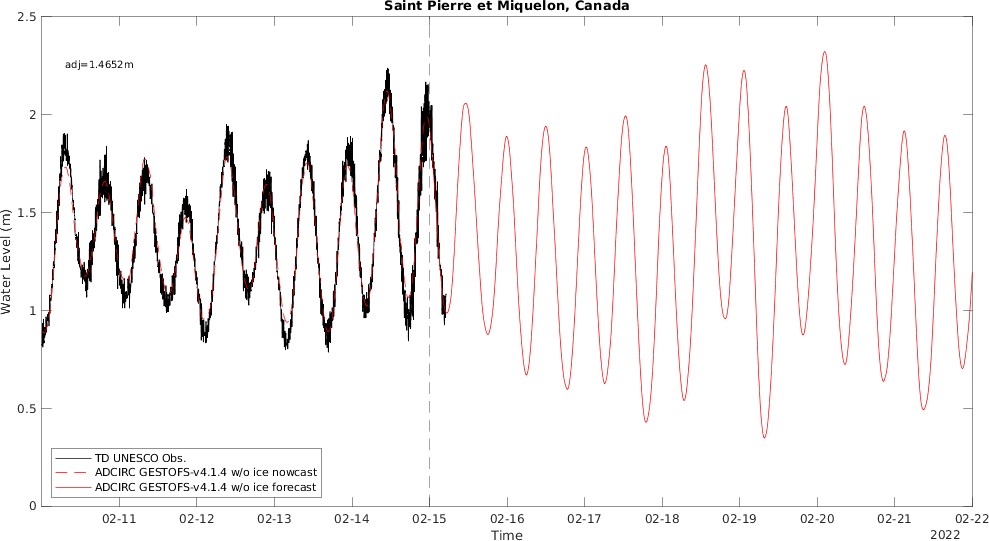 Saint Pierre et Miquelon, Canada
adj=1.4652m
Water Level (m)
2.5
2
1.5
1
0.5
0
TD UNESCO Obs.
ADCIRC GESTOFS-v4.1.4 w/o ice nowcast
ADCIRC GESTOFS-v4.1.4 w/o ice forecast
02-11 02-12 02-13 02-14 02-15 02-16 02-17 02-18 02-19 02-20 02-21 02-22
Time
2022